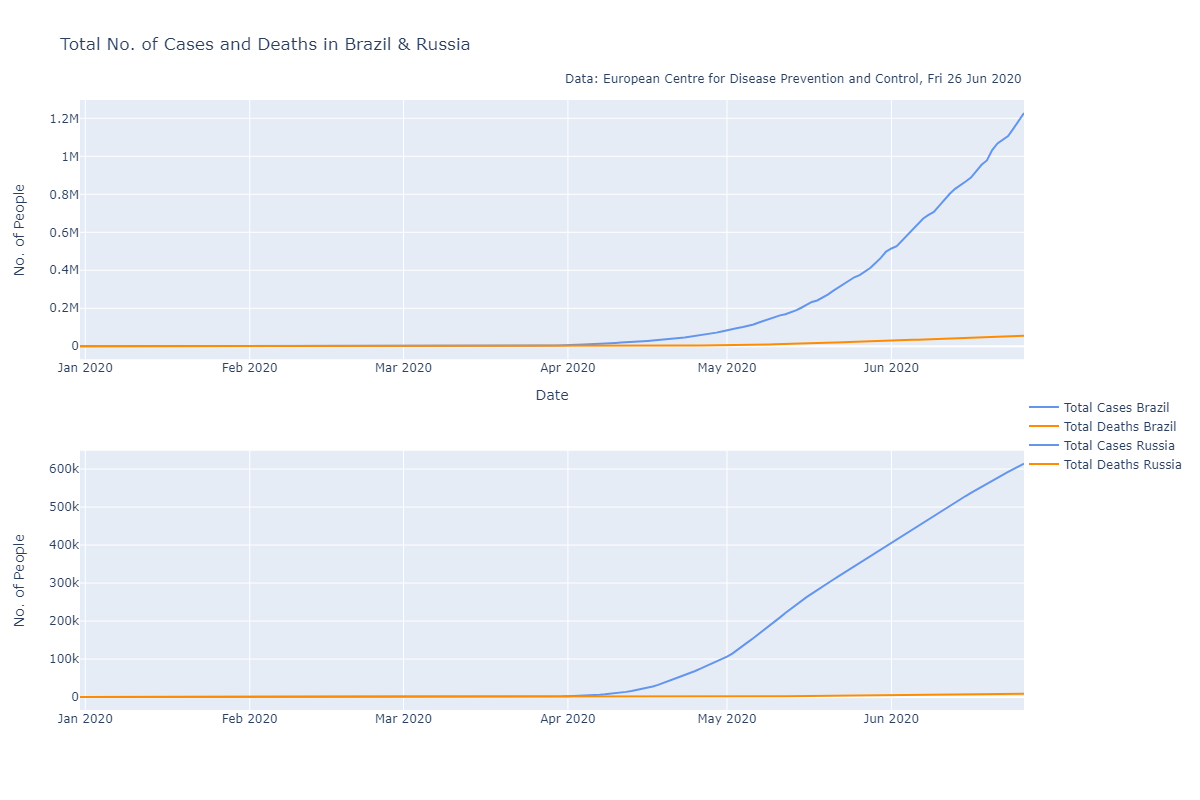 Total No. of Cases and Deaths in Brazil & Russia
Data: European Centre for Disease Prevention and Control, Fri 26 Jun 2020
No. of People
1.2M
1M
0.8M
0.6M
0.4M
0.2M
0
Jan 2020 Feb 2020 Mar 2020 Apr 2020 May 2020 Jun 2020
Date
Total Cases Brazil
Total Deaths Brazil
Total Cases Russia
Total Deaths Russia
No. of People
600k
500k
400k
300k
200k
100k
0
Jan 2020 Feb 2020 Mar 2020 Apr 2020 May 2020 Jun 2020